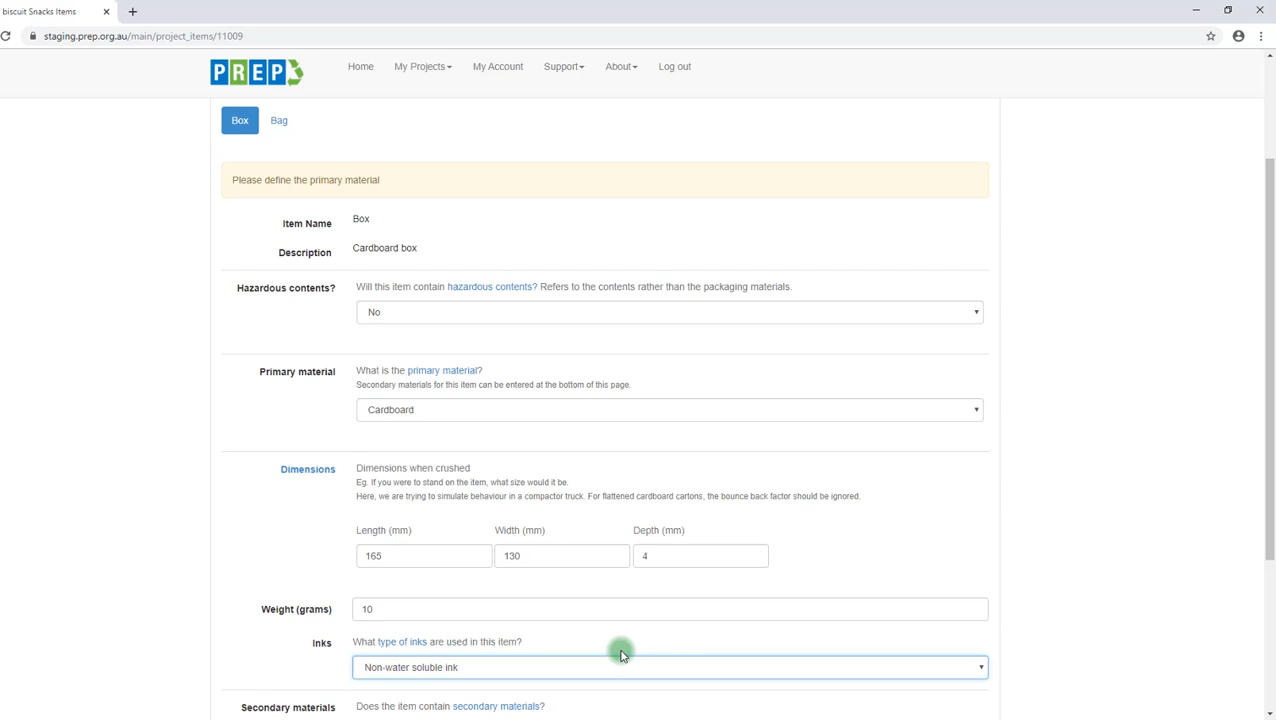 biscuit Snacks Items
staging.prep.org.au/main/project_items/11009
PREP
Home My Projects My Account Support About Log out
Box Bag
Please define the primary material
Item Name Box
Description Cardboard box
Hazardous contents? Will this item contain hazardous contents? Refers to the contents rather than the packaging materials.
No
Primary material What is the primary material?
Secondary materials for this item can be entered at the bottom of this page.
Cardboard
Dimensions Dimensions when crushed
Eg. If you were to stand on the item, what size would it be.
Here, we are trying to simulate behaviour in a compactor truck. For flattened cardboard cartons, the bounce back factor should be ignored.
Length (mm) Width (mm) Depth (mm)
165 130 4
Weight (grams) 10
Inks What type of inks are used in this item?
Non-water soluble ink
Secondary materials Does the item contain secondary materials?